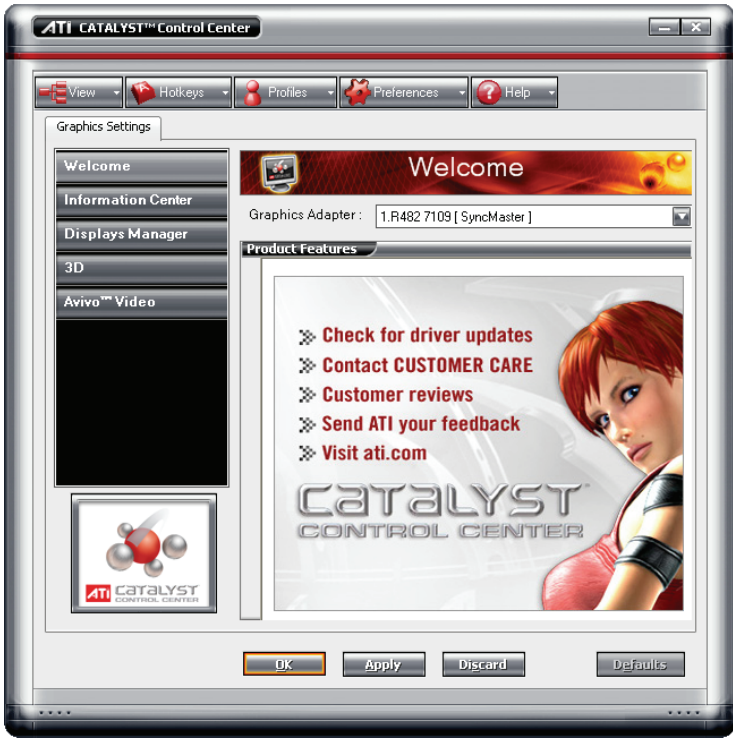 ATI CATALYST™ Control Center
View
Hotkeys
Profiles
Preferences
Help
Graphics Settings
Welcome
Information Center
Displays Manager
3D
Avivo™ Video
Welcome
Graphics Adapter :
1.R482 7109 [ SyncMaster ]
Product Features
Check for driver updates
Contact CUSTOMER CARE
Customer reviews
Send ATI your feedback
Visit ati.com
CATALYST™
CONTROL CENTER
ATI CATALYST
CONTROL CENTER
OK
Apply
Discard
Defaults